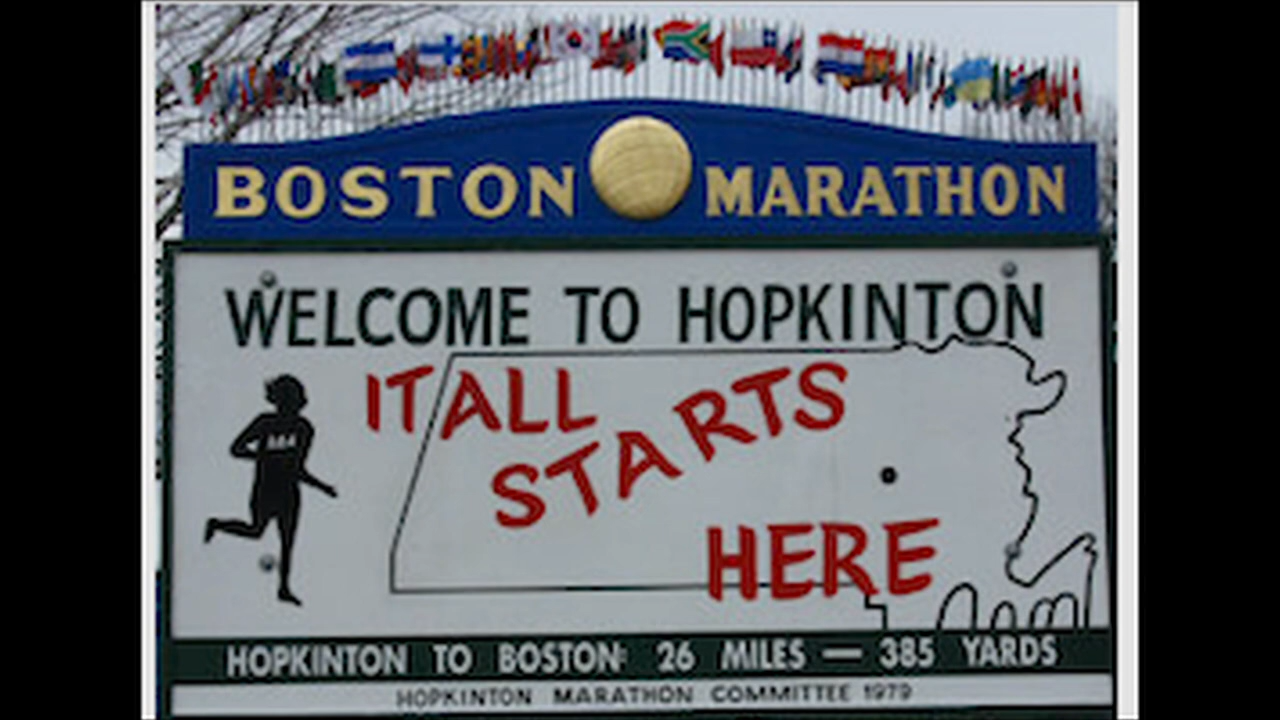 BOSTON MARATHON
WELCOME TO HOPKINTON
IT ALL
STARTS
HERE
HOPKINTON TO BOSTON: 26 MILES — 385 YARDS
HOPKINTON MARATHON COMMITTEE 1979